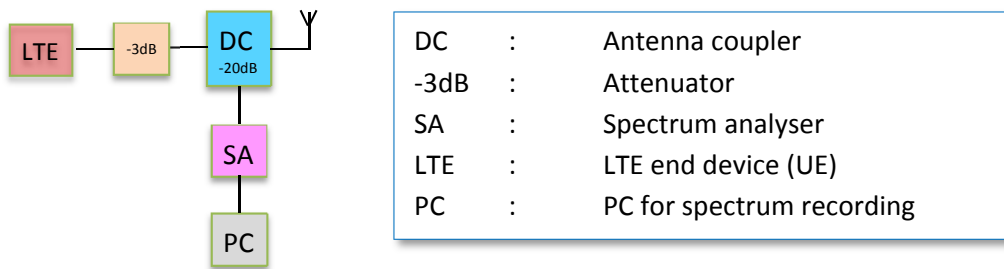 LTE
-3dB
DC
-20dB
SA
PC
DC : Antenna coupler
-3dB : Attenuator
SA : Spectrum analyser
LTE : LTE end device (UE)
PC : PC for spectrum recording